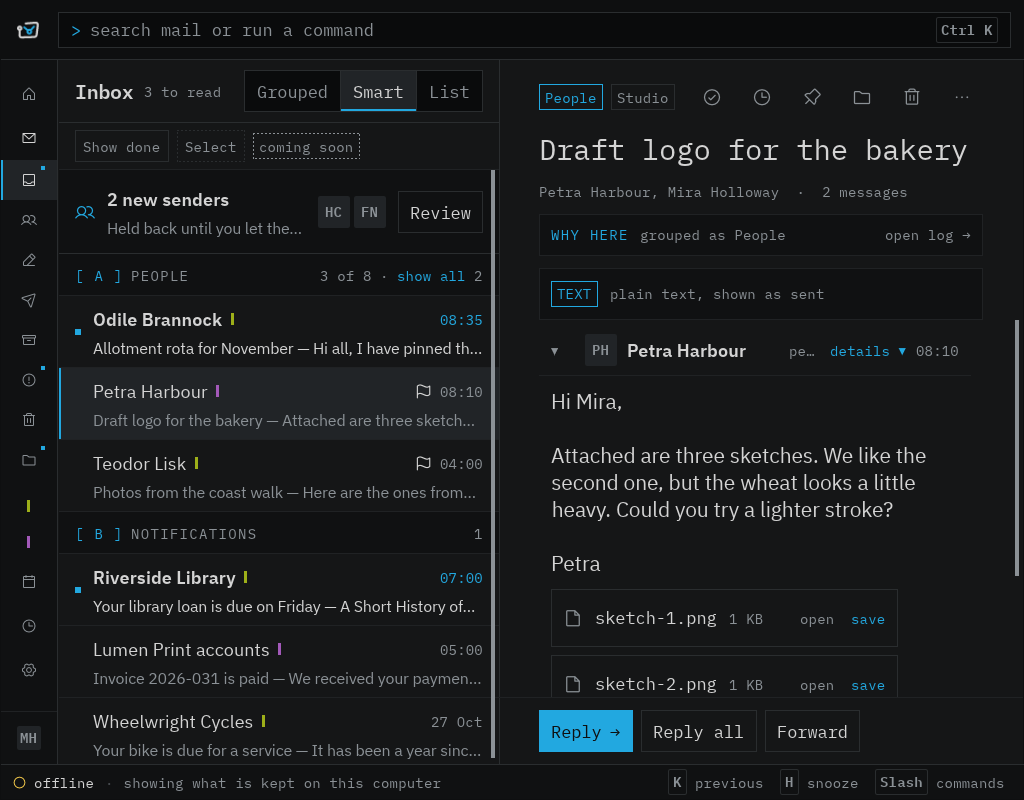 > search mail or run a command Ctrl K
Inbox 3 to read Grouped Smart List
Show done Select coming soon
2 new senders
Held back until you let the... HC FN Review
[ A ] PEOPLE 3 of 8 · show all 2
Odile Brannock 08:35
Allotment rota for November — Hi all, I have pinned th...
Petra Harbour 08:10
Draft logo for the bakery — Attached are three sketch...
Teodor Lisk 04:00
Photos from the coast walk — Here are the ones from...
[ B ] NOTIFICATIONS 1
Riverside Library 07:00
Your library loan is due on Friday — A Short History of...
Lumen Print accounts 05:00
Invoice 2026-031 is paid — We received your paymen...
Wheelwright Cycles 27 Oct
Your bike is due for a service — It has been a year sinc...
MH
People Studio ...
Draft logo for the bakery
Petra Harbour, Mira Holloway · 2 messages
WHY HERE grouped as People open log →
TEXT plain text, shown as sent
▼ PH Petra Harbour pe… details ▼ 08:10
Hi Mira,
Attached are three sketches. We like the
second one, but the wheat looks a little
heavy. Could you try a lighter stroke?
Petra
sketch-1.png 1 KB open save
sketch-2.png 1 KB open save
Reply → Reply all Forward
offline · showing what is kept on this computer K previous H snooze Slash commands